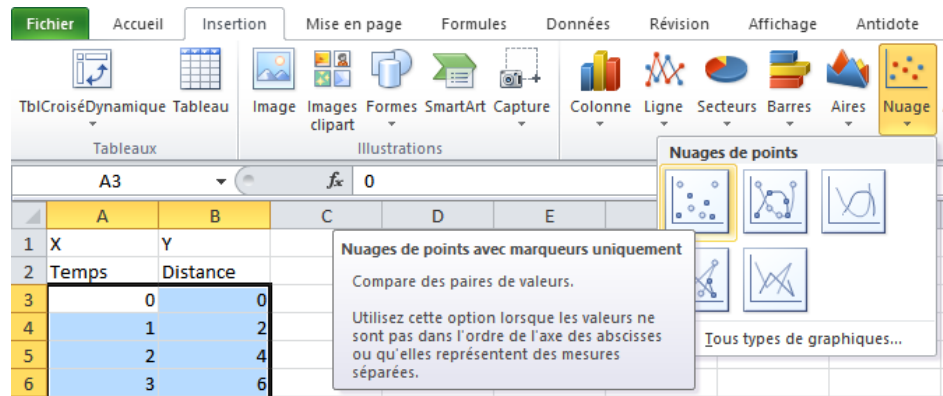 Fichier Accueil Insertion Mise en page Formules Données Révision Affichage Antidote
TblCroiséDynamique Tableau Image Images clipart Formes SmartArt Capture Colonne Ligne Secteurs Barres Aires Nuage
Tableaux Illustrations
Nuages de points
A3 fx 0
A B C D E
1 X Y
2 Temps Distance
3 0 0
4 1 2
5 2 4
6 3 6
Nuages de points avec marqueurs uniquement
Compare des paires de valeurs.
Utilisez cette option lorsque les valeurs ne
sont pas dans l'ordre de l'axe des abscisses
ou qu'elles représentent des mesures
séparées.
Tous types de graphiques...